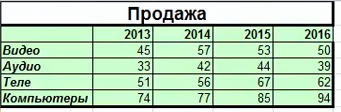 Продажа
2013 2014 2015 2016
Видео 45 57 53 50
Аудио 33 42 44 39
Теле 51 56 67 62
Компьютеры 74 77 85 94